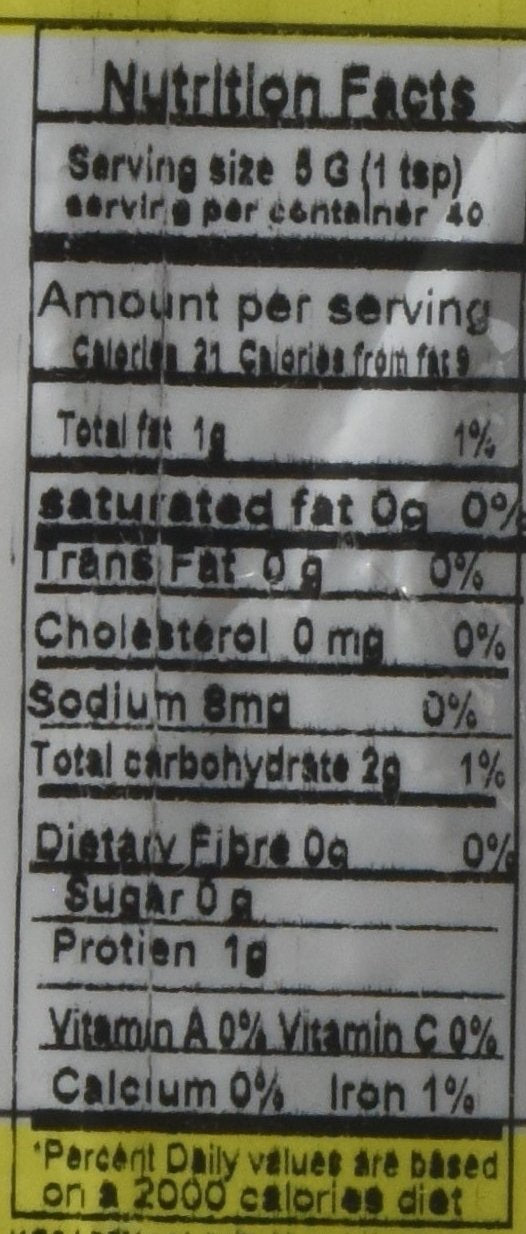 Nutrition Facts
Serving size 5 G (1 tsp)
serving per container 40
Amount per serving
Calories 21 Calories from fat 9
Total fat 1g 1%
saturated fat 0g 0%
Trans Fat 0 g 0%
Cholesterol 0 mg 0%
Sodium 8mg 0%
Total carbohydrate 2g 1%
Dietary Fibre 0g 0%
Sugar 0 g
Protien 1g
Vitamin A 0% Vitamin C 0%
Calcium 0% Iron 1%
*Percent Daily values are based
on a 2000 calories diet